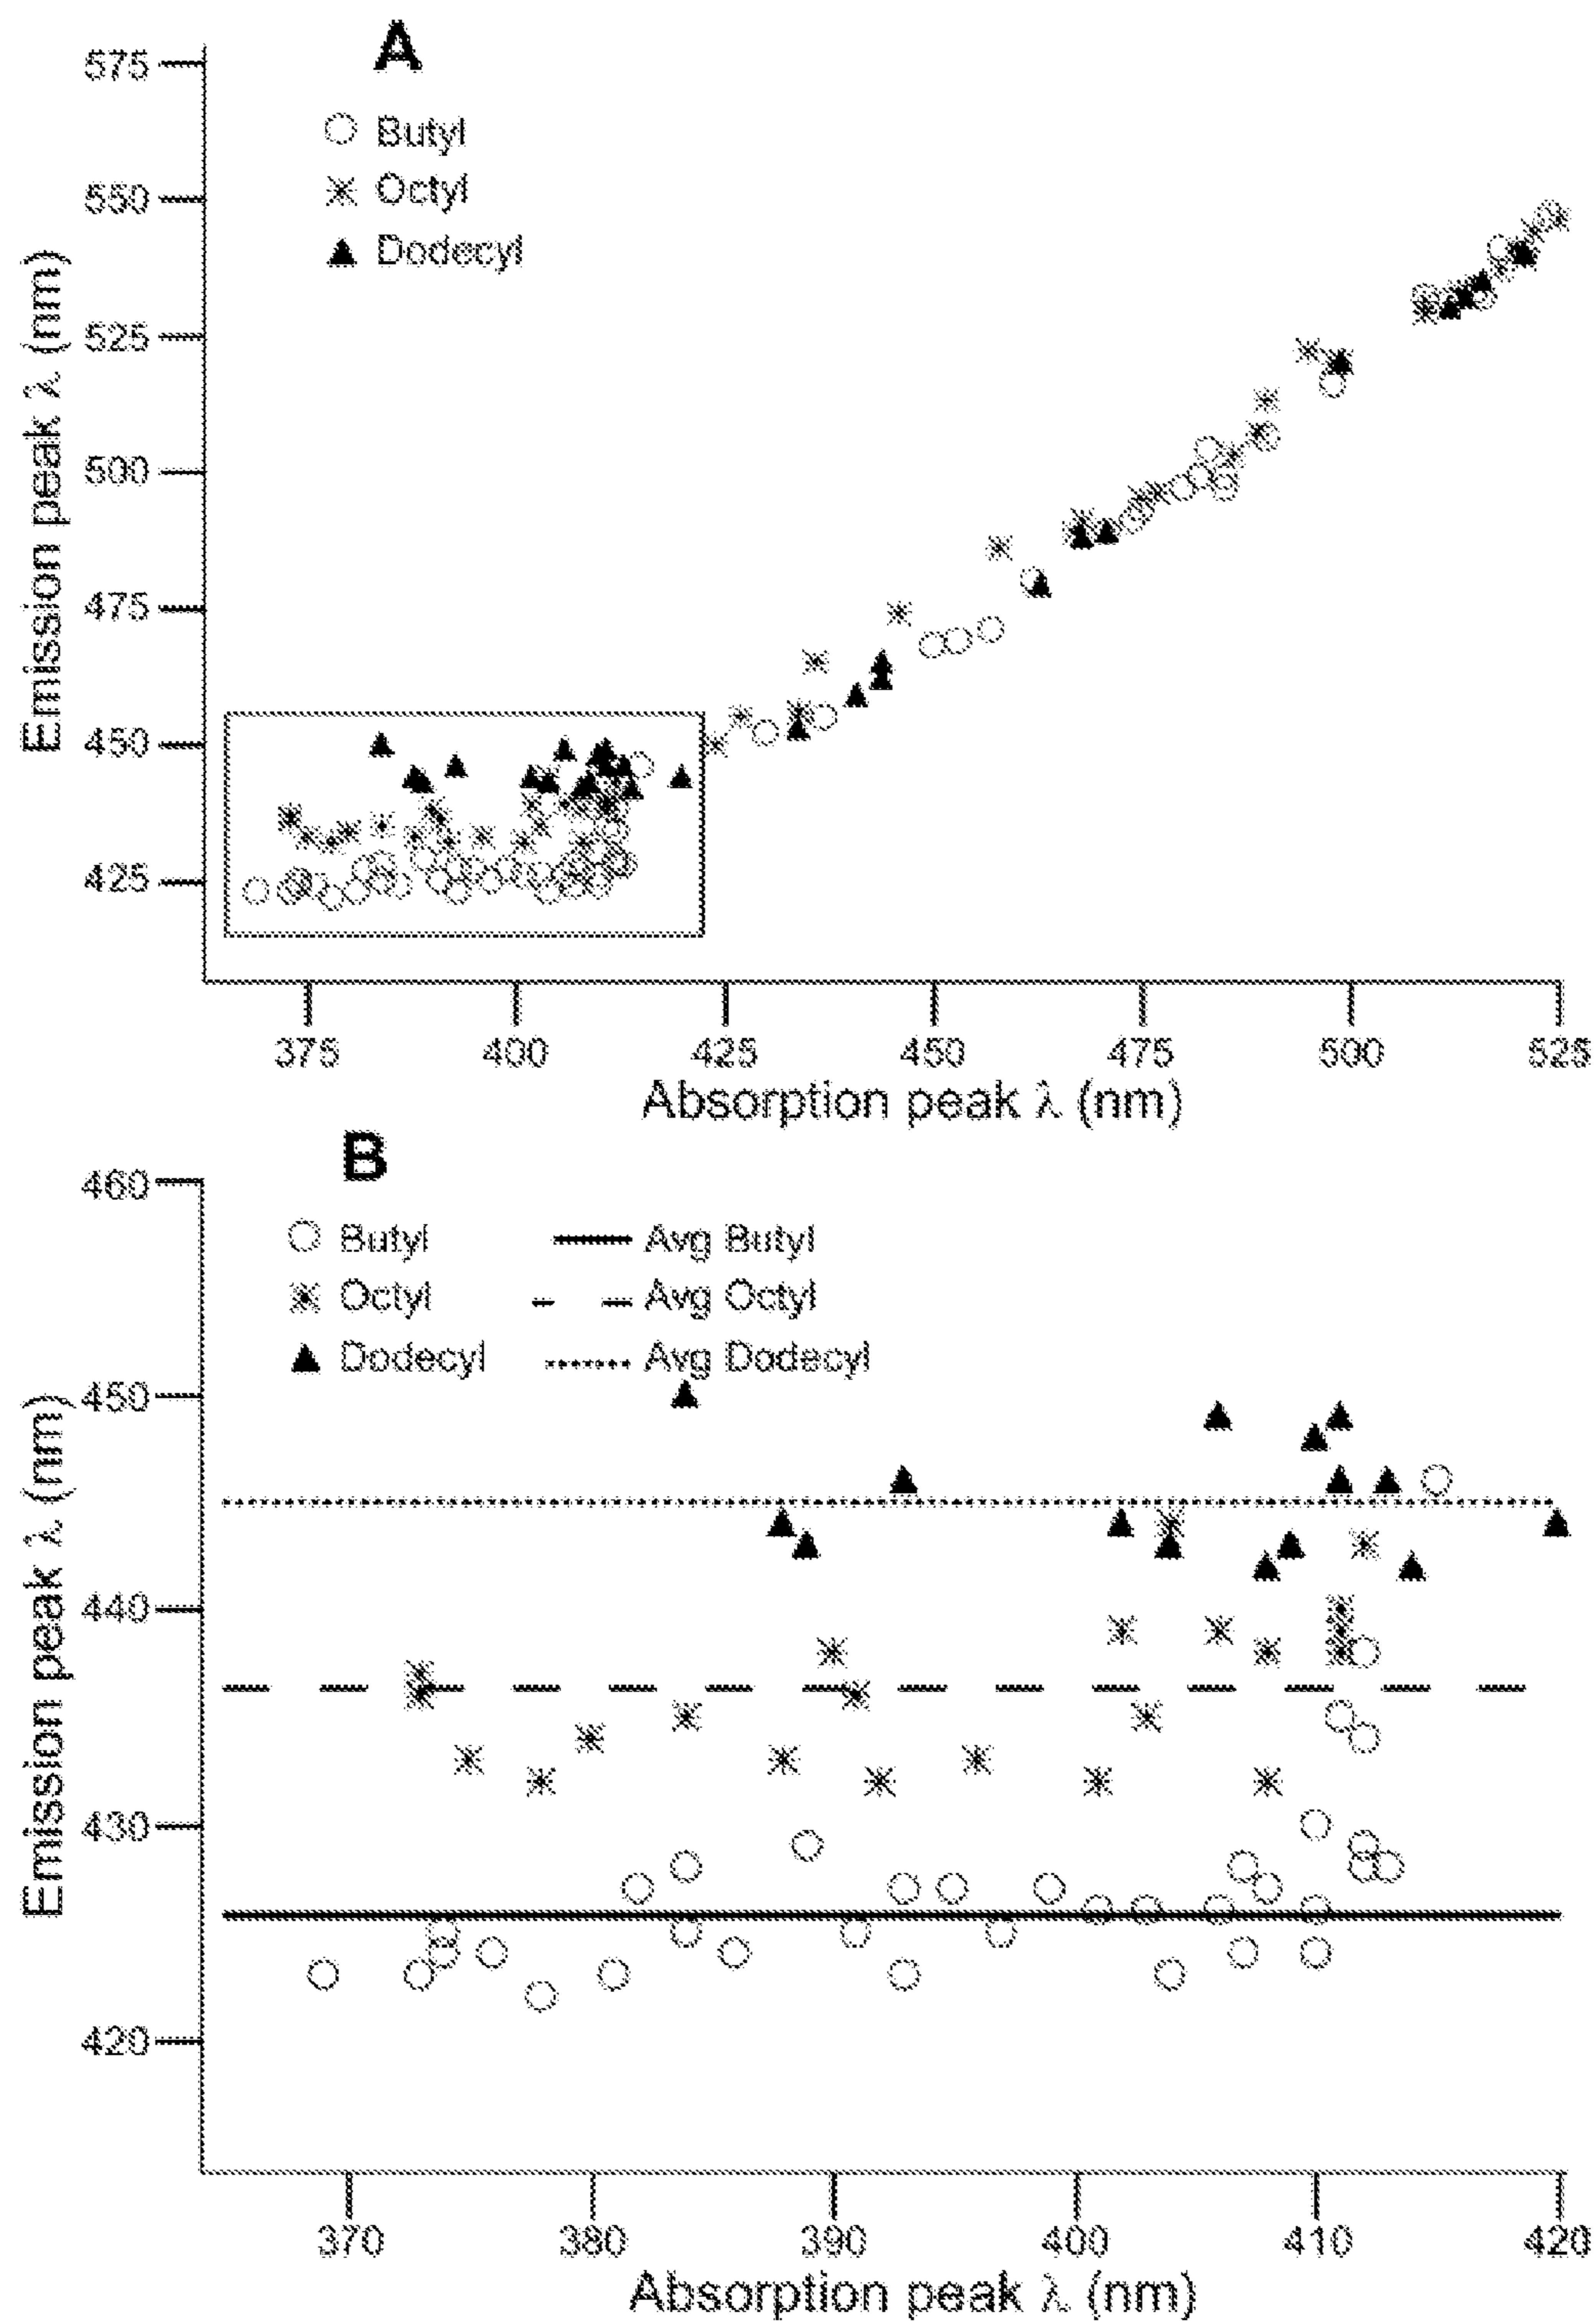 A
575
550
525
500
475
450
425
Emission peak λ (nm)
Butyl
Octyl
Dodecyl
375 400 425 450 475 500 525
Absorption peak λ (nm)
B
460
450
440
430
420
Emission peak λ (nm)
Butyl Avg Butyl
Octyl Avg Octyl
Dodecyl Avg Dodecyl
370 380 390 400 410 420
Absorption peak λ (nm)